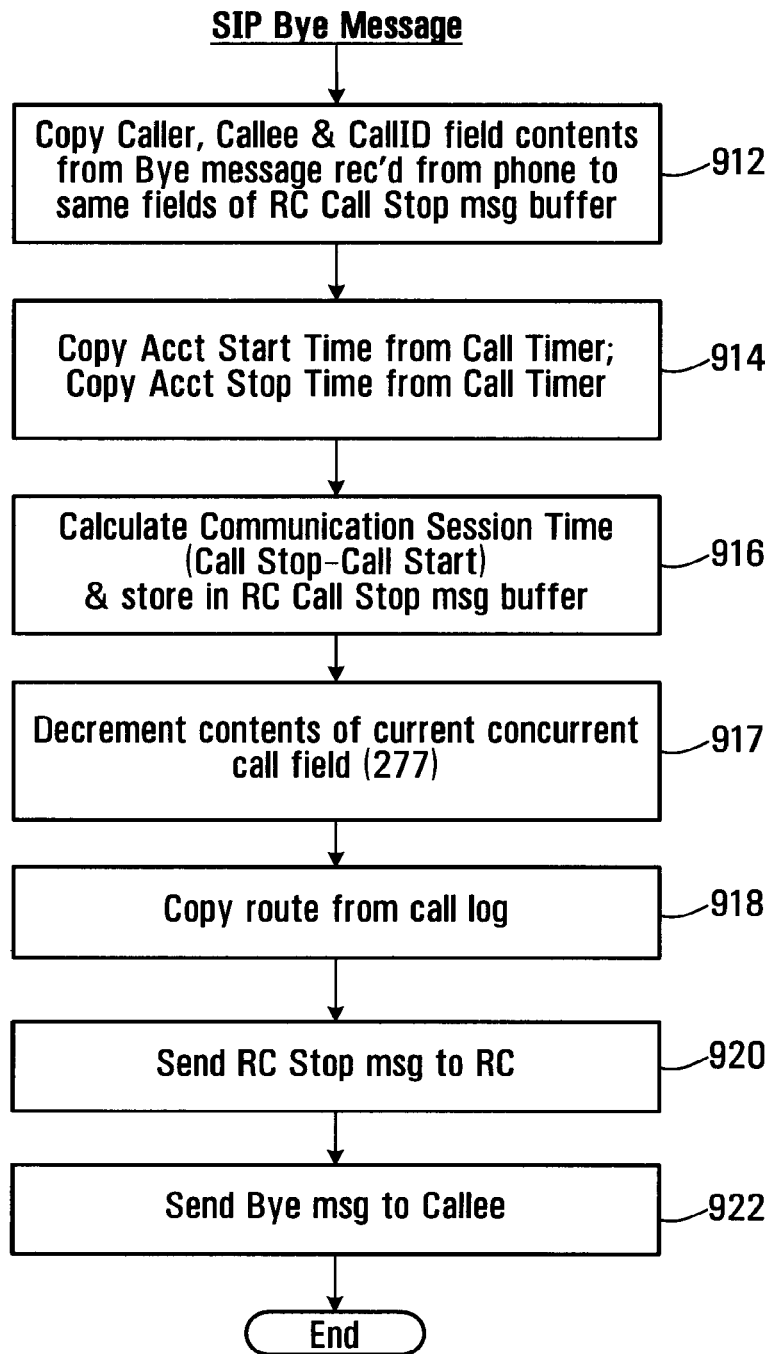 SIP Bye Message
Copy Caller, Callee & CallID field contents
from Bye message rec'd from phone to
same fields of RC Call Stop msg buffer
912
Copy Acct Start Time from Call Timer;
Copy Acct Stop Time from Call Timer
914
Calculate Communication Session Time
(Call Stop-Call Start)
& store in RC Call Stop msg buffer
916
Decrement contents of current concurrent
call field (277)
917
Copy route from call log
918
Send RC Stop msg to RC
920
Send Bye msg to Callee
922
End